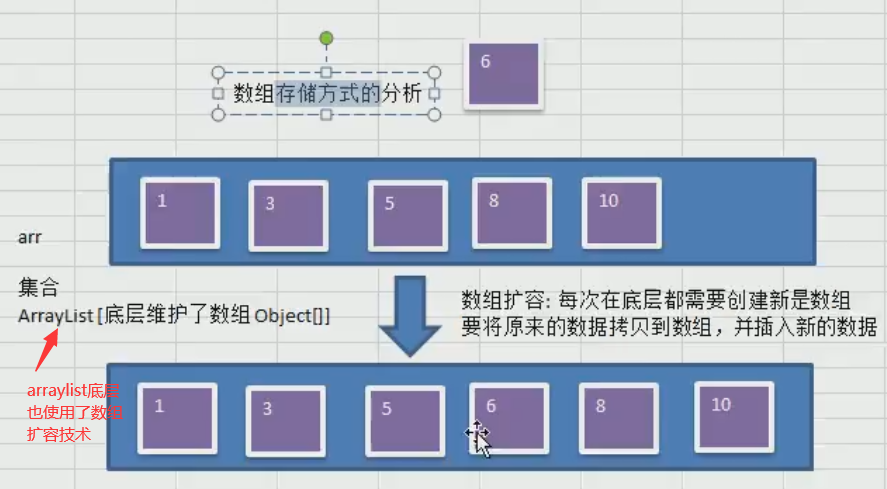 数组存储方式的分析
6
1 3 5 8 10
arr
集合
ArrayList [底层维护了数组 Object[]]
数组扩容: 每次在底层都需要创建新是数组
要将原来的数据拷贝到数组，并插入新的数据
arraylist底层
也使用了数组
扩容技术
1 3 5 6 8 10